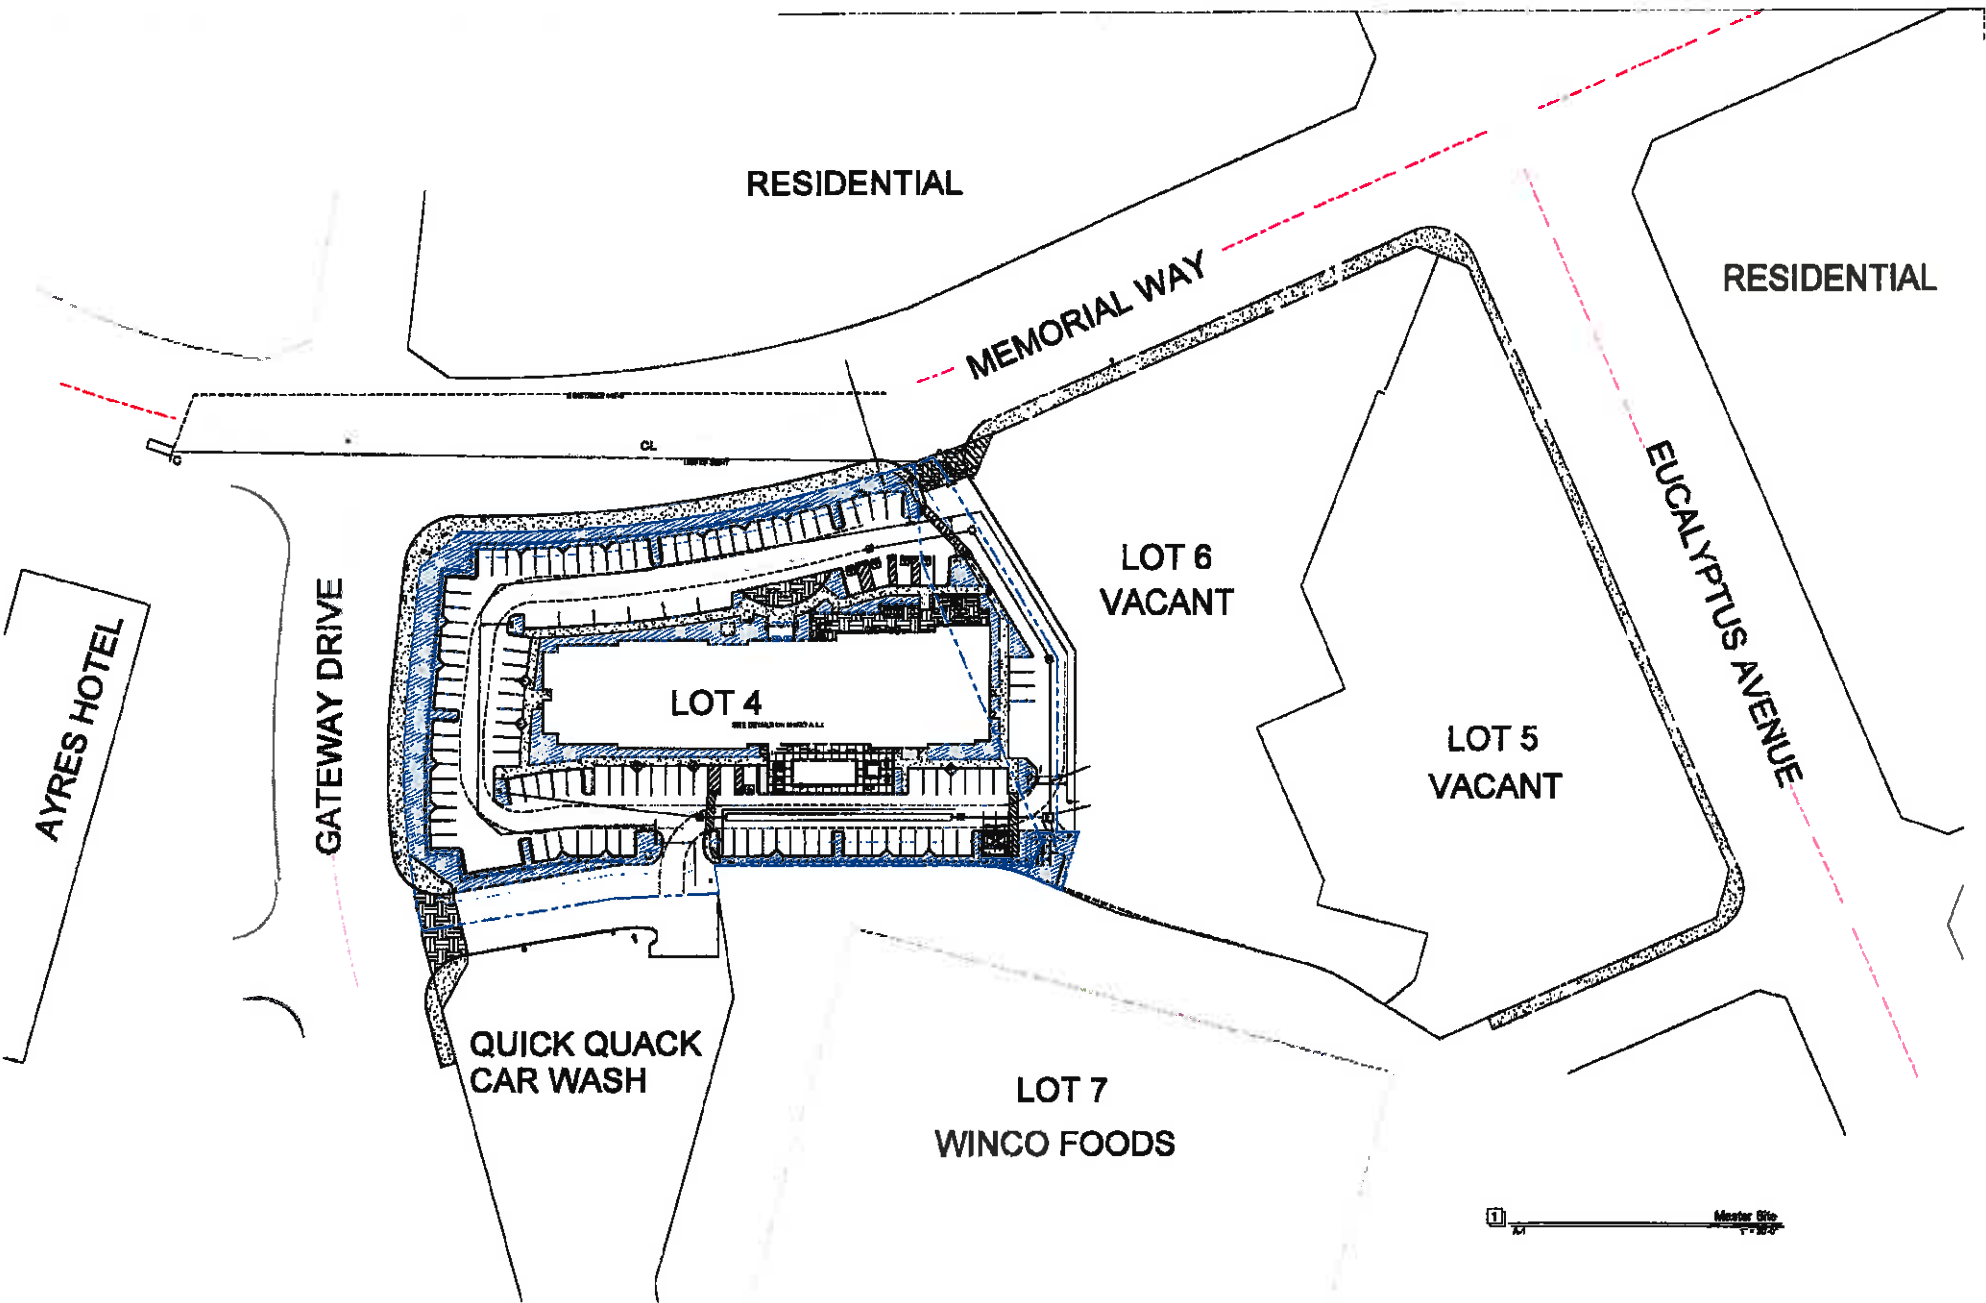 RESIDENTIAL
RESIDENTIAL
MEMORIAL WAY
CL
LOT 6
VACANT
EUCALYPTUS AVENUE
GATEWAY DRIVE
AYRES HOTEL
LOT 4
LOT 5
VACANT
QUICK QUACK
CAR WASH
LOT 7
WINCO FOODS
1
Master Site